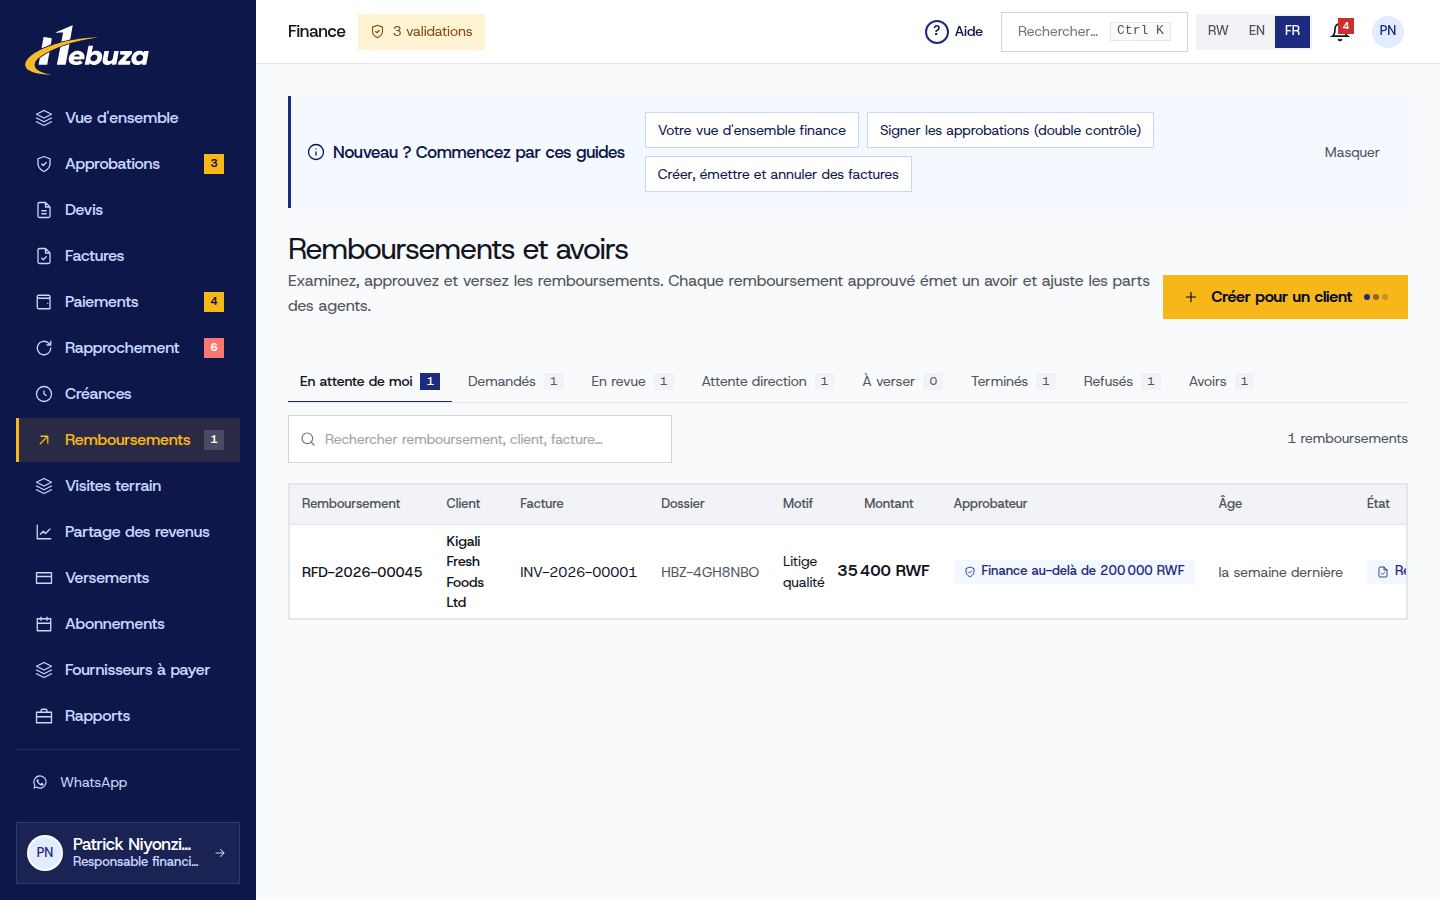 Hebuza
Vue d'ensemble
Approbations 3
Devis
Factures
Paiements 4
Rapprochement 6
Créances
Remboursements 1
Visites terrain
Partage des revenus
Versements
Abonnements
Fournisseurs à payer
Rapports
WhatsApp
PN
Patrick Niyonzi...
Responsable financi...
Finance
3 validations
? Aide
Rechercher... Ctrl K
RW EN FR
4
PN
Nouveau ? Commencez par ces guides
Votre vue d'ensemble finance
Signer les approbations (double contrôle)
Créer, émettre et annuler des factures
Masquer
Remboursements et avoirs
Examinez, approuvez et versez les remboursements. Chaque remboursement approuvé émet un avoir et ajuste les parts
des agents.
+ Créer pour un client
En attente de moi 1
Demandés 1
En revue 1
Attente direction 1
À verser 0
Terminés 1
Refusés 1
Avoirs 1
Rechercher remboursement, client, facture...
1 remboursements
Remboursement Client Facture Dossier Motif Montant Approbateur Âge État
RFD-2026-00045
Kigali
Fresh
Foods
Ltd
INV-2026-00001
HBZ-4GH8NBO
Litige
qualité
35 400 RWF
Finance au-delà de 200 000 RWF
la semaine dernière